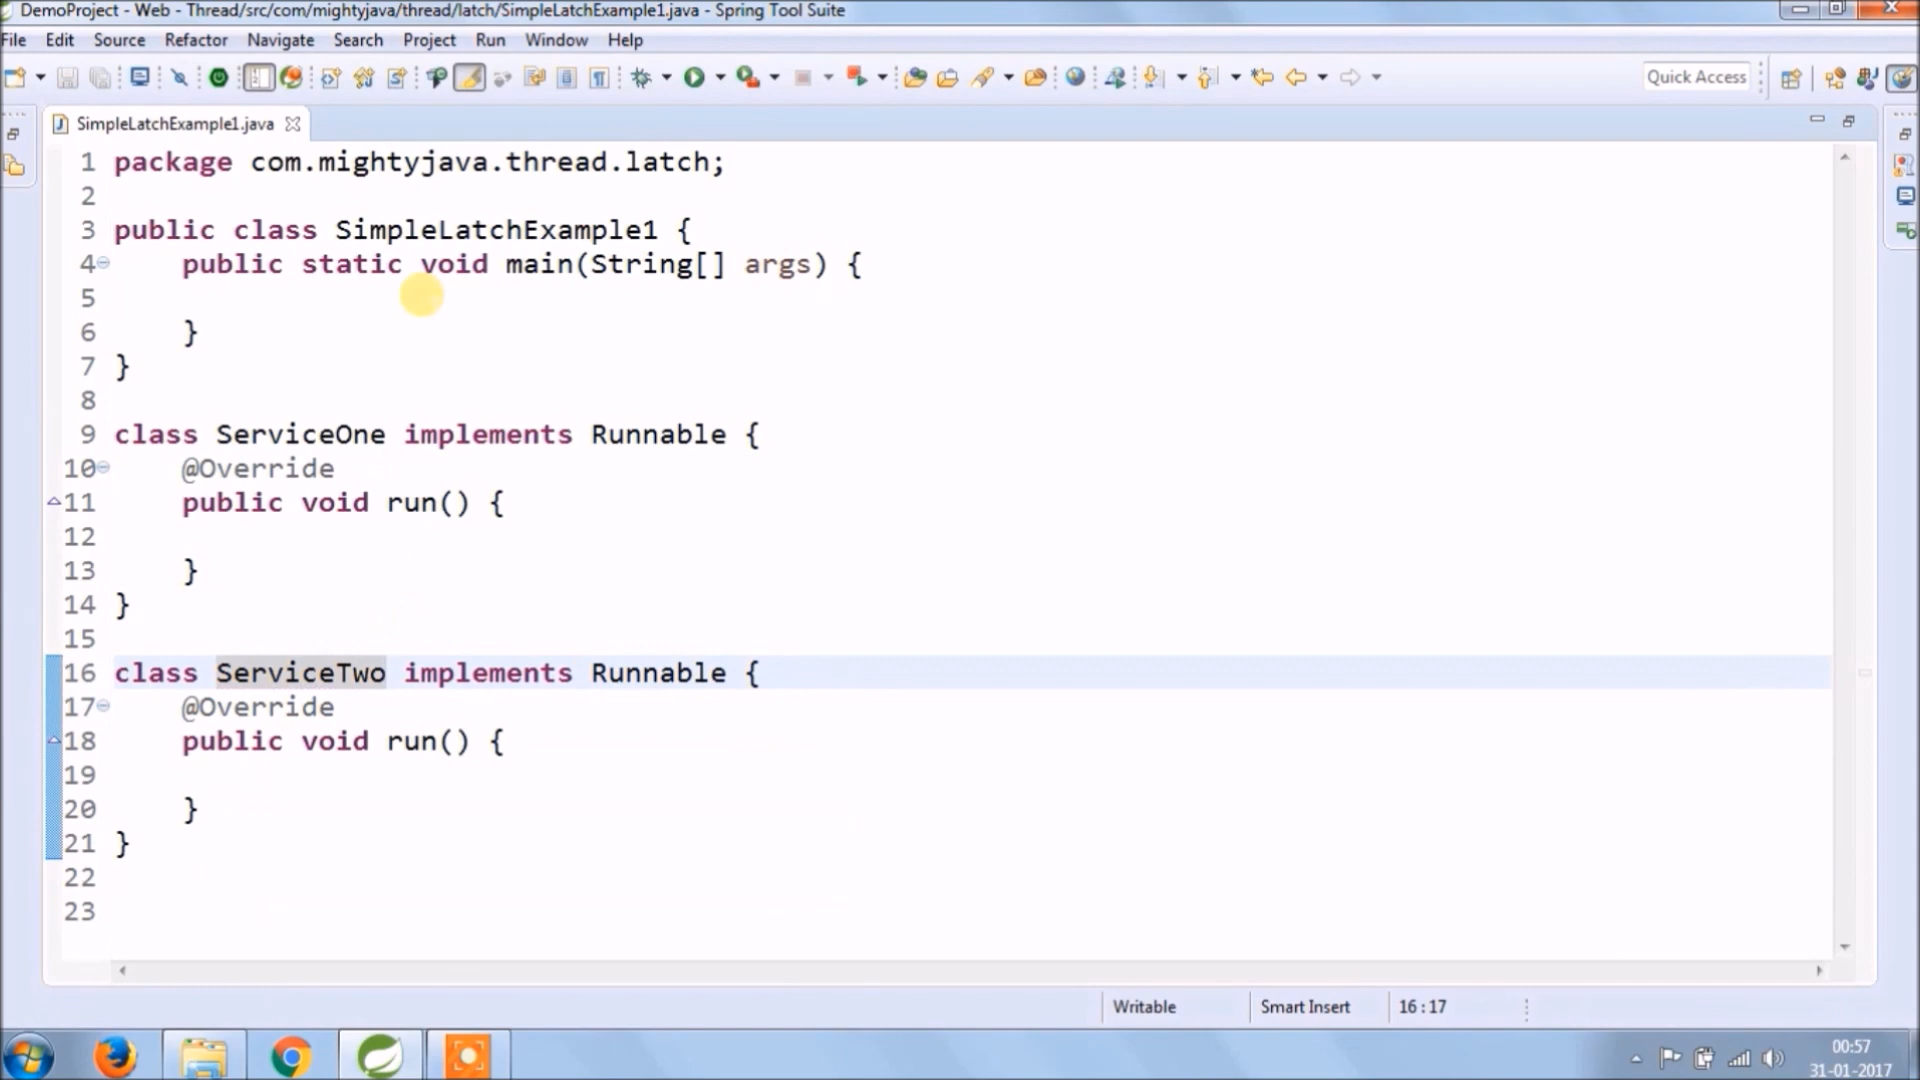 DemoProject - Web - Thread/src/com/mightyjava/thread/latch/SimpleLatchExample1.java - Spring Tool Suite
File Edit Source Refactor Navigate Search Project Run Window Help
Quick Access
SimpleLatchExample1.java
1 package com.mightyjava.thread.latch;
2
3 public class SimpleLatchExample1 {
4 public static void main(String[] args) {
5
6 }
7 }
8
9 class ServiceOne implements Runnable {
10 @Override
11 public void run() {
12
13 }
14 }
15
16 class ServiceTwo implements Runnable {
17 @Override
18 public void run() {
19
20 }
21 }
22
23
Writable Smart Insert 16 : 17
00:57
31-01-2017